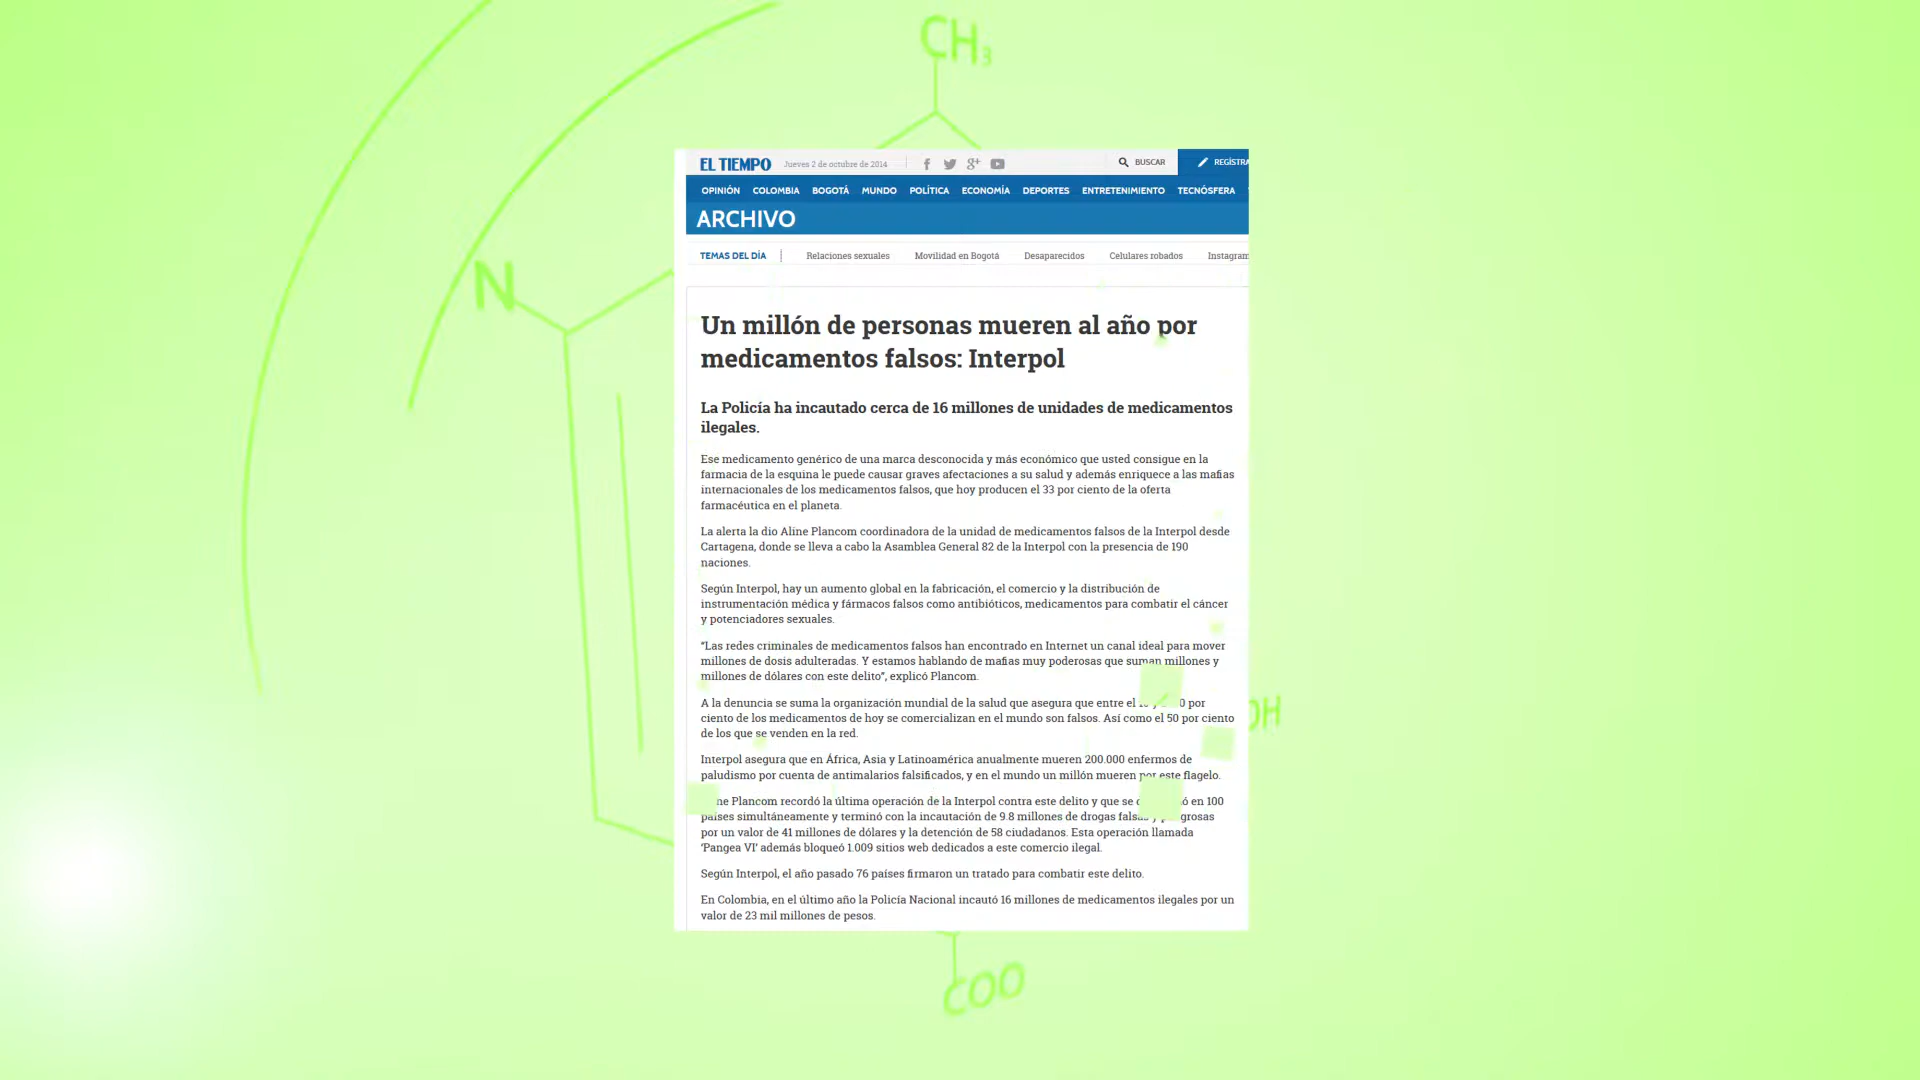 CH3
EL TIEMPO Jueves 2 de octubre de 2014 BUSCAR
OPINIÓN COLOMBIA BOGOTÁ MUNDO POLÍTICA ECONOMÍA DEPORTES ENTRETENIMIENTO TECNÓSFERA
ARCHIVO
TEMAS DEL DÍA Relaciones sexuales Movilidad en Bogotá Desaparecidos Celulares robados Instagram
N
Un millón de personas mueren al año por
medicamentos falsos: Interpol
La Policía ha incautado cerca de 16 millones de unidades de medicamentos
ilegales.
Ese medicamento genérico de una marca desconocida y más económico que usted consigue en la
farmacia de la esquina le puede causar graves afectaciones a su salud y además enriquece a las mafias
internacionales de los medicamentos falsos, que hoy producen el 33 por ciento de la oferta
farmacéutica en el planeta.
La alerta la dio Aline Plancom coordinadora de la unidad de medicamentos falsos de la Interpol desde
Cartagena, donde se lleva a cabo la Asamblea General 82 de la Interpol con la presencia de 190
naciones.
Según Interpol, hay un aumento global en la fabricación, el comercio y la distribución de
instrumentación médica y fármacos falsos como antibióticos, medicamentos para combatir el cáncer
y potenciadores sexuales.
"Las redes criminales de medicamentos falsos han encontrado en Internet un canal ideal para mover
millones de dosis adulteradas. Y estamos hablando de mafias muy poderosas que suman millones y
millones de dólares con este delito", explicó Plancom.
A la denuncia se suma la organización mundial de la salud que asegura que entre el por
ciento de los medicamentos de hoy se comercializan en el mundo son falsos. Así como el 50 por ciento
de los que se venden en la red.
OH
Interpol asegura que en África, Asia y Latinoamérica anualmente mueren 200.000 enfermos de
paludismo por cuenta de antimalarios falsificados, y en el mundo un millón mueren por este flagelo.
Plancom recordó la última operación de la Interpol contra este delito y que se en 100
países simultáneamente y terminó con la incautación de 9.8 millones de drogas falsas y
por un valor de 41 millones de dólares y la detención de 58 ciudadanos. Esta operación llamada
'Pangea VI' además bloqueó 1.009 sitios web dedicados a este comercio ilegal.
Según Interpol, el año pasado 76 países firmaron un tratado para combatir este delito.
En Colombia, en el último año la Policía Nacional incautó 16 millones de medicamentos ilegales por un
valor de 23 mil millones de pesos.
COO